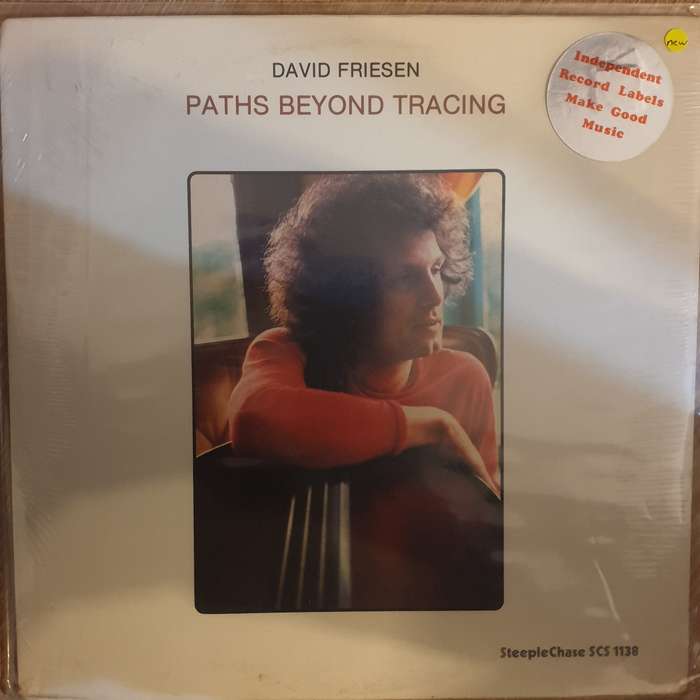 DAVID FRIESEN
PATHS BEYOND TRACING
new
Independent
Record Labels
Make Good
Music
SteepleChase SCS 1138